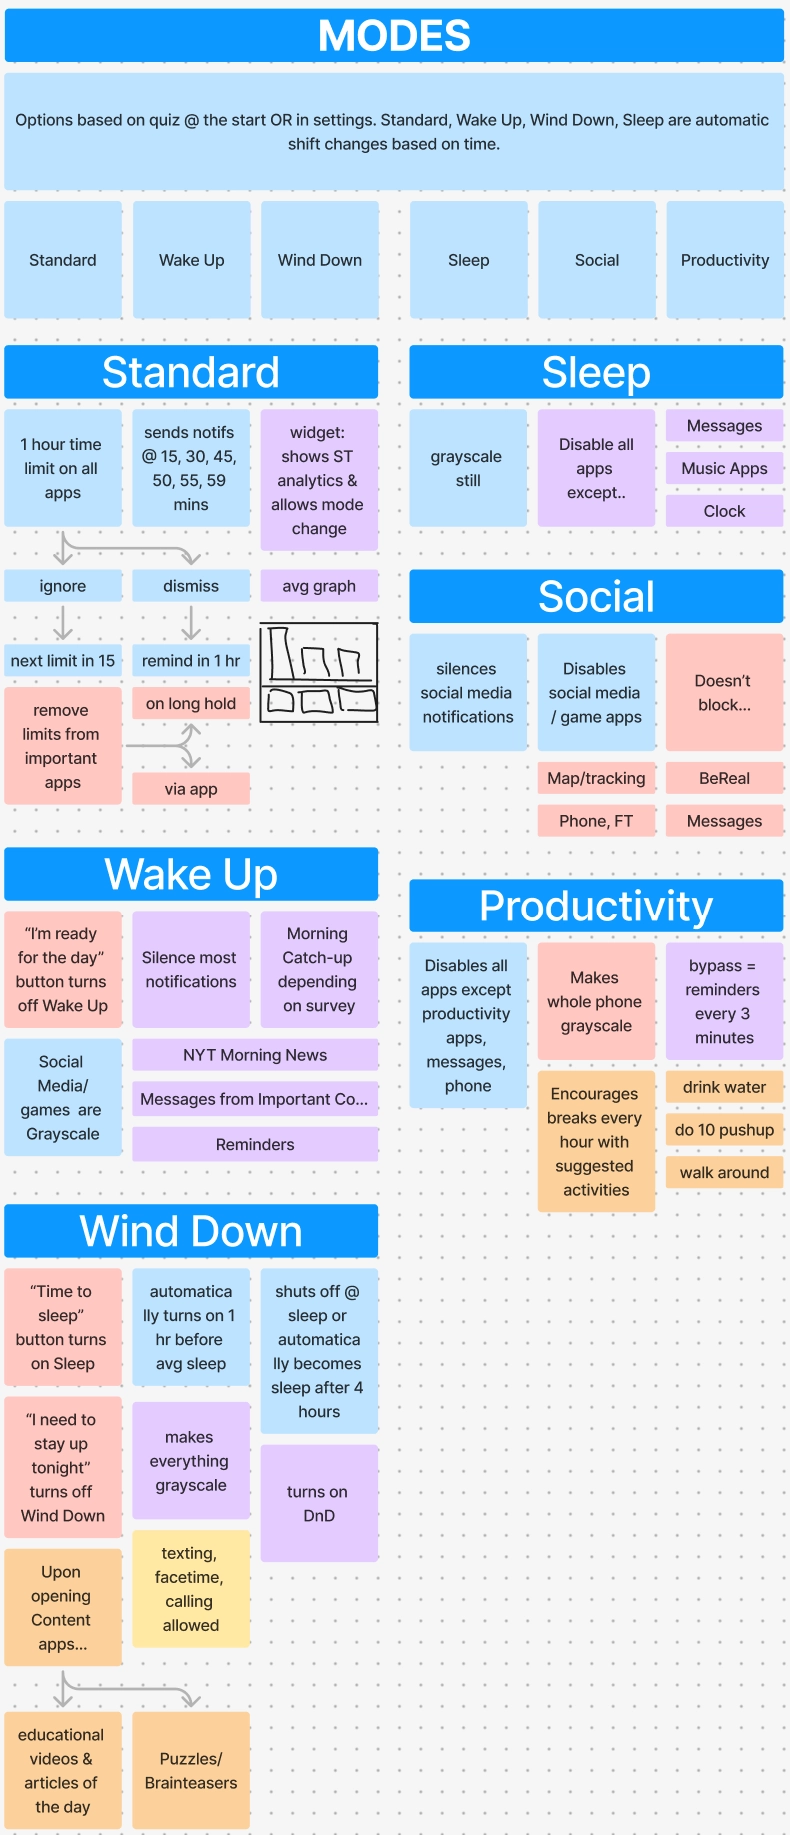 MODES
Options based on quiz @ the start OR in settings. Standard, Wake Up, Wind Down, Sleep are automatic
shift changes based on time.
Standard
Wake Up
Wind Down
Sleep
Social
Productivity
Standard
1 hour time
limit on all
apps
sends notifs
@ 15, 30, 45,
50, 55, 59
mins
widget:
shows ST
analytics &
allows mode
change
ignore
dismiss
avg graph
next limit in 15
remind in 1 hr
remove
limits from
important
apps
on long hold
via app
Wake Up
“I’m ready
for the day”
button turns
off Wake Up
Silence most
notifications
Morning
Catch-up
depending
on survey
Social
Media/
games are
Grayscale
NYT Morning News
Messages from Important Co...
Reminders
Wind Down
“Time to
sleep”
button turns
on Sleep
automatica
lly turns on 1
hr before
avg sleep
shuts off @
sleep or
automatica
lly becomes
sleep after 4
hours
“I need to
stay up
tonight”
turns off
Wind Down
makes
everything
grayscale
turns on
DnD
Upon
opening
Content
apps...
texting,
facetime,
calling
allowed
educational
videos &
articles of
the day
Puzzles/
Brainteasers
Sleep
grayscale
still
Disable all
apps
except..
Messages
Music Apps
Clock
Social
silences
social media
notifications
Disables
social media
/ game apps
Doesn’t
block...
Map/tracking
BeReal
Phone, FT
Messages
Productivity
Disables all
apps except
productivity
apps,
messages,
phone
Makes
whole phone
grayscale
bypass =
reminders
every 3
minutes
Encourages
breaks every
hour with
suggested
activities
drink water
do 10 pushup
walk around